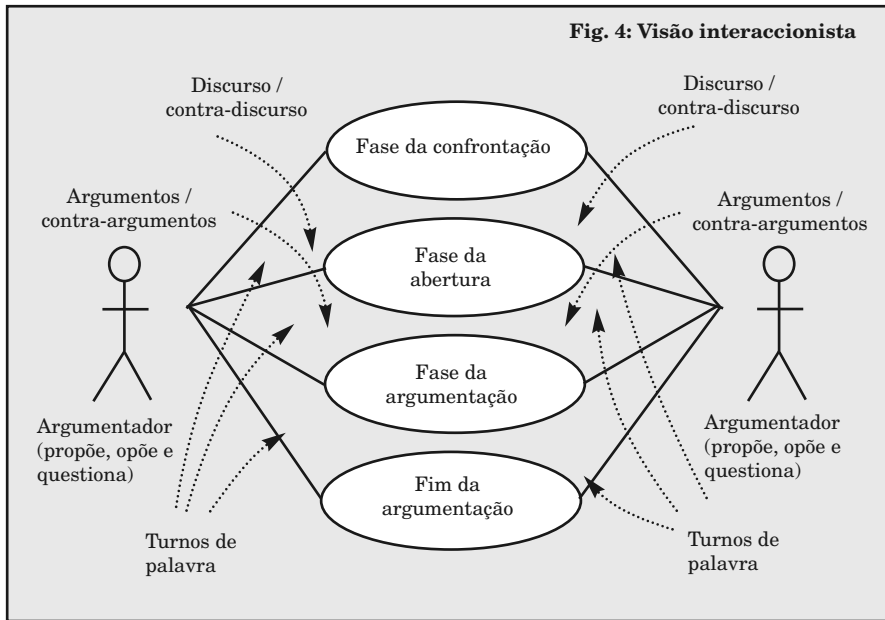 Fig. 4: Visão interaccionista
Discurso /
contra-discurso
Discurso /
contra-discurso
Fase da confrontação
Argumentos /
contra-argumentos
Argumentos /
contra-argumentos
Fase da
abertura
Fase da
argumentação
Argumentador
(propõe, opõe e
questiona)
Argumentador
(propõe, opõe e
questiona)
Fim da
argumentação
Turnos de
palavra
Turnos de
palavra